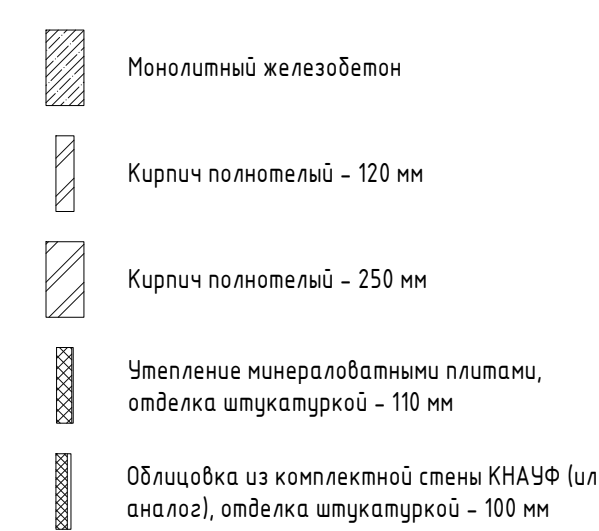 Монолитный железобетон
Кирпич полнотелый - 120 мм
Кирпич полнотелый - 250 мм
Утепление минераловатными плитами,
отделка штукатуркой - 110 мм
Облицовка из комплектной стены КНАУФ (ил
аналог), отделка штукатуркой - 100 мм